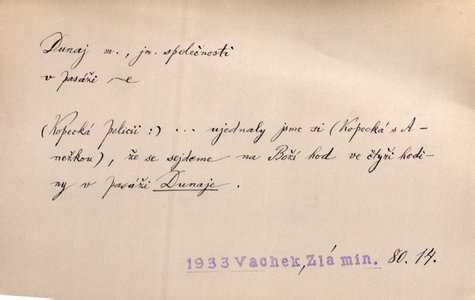 Dunaj m., jm. společnosti
v pasáži ~e
(Kopecká policii:) ... ujednaly jsme si (Kopecká s A-
nežkou), že se sejdeme na Boží hod ve čtyři hodi-
ny v pasáži Dunaje.
1933 Vachek, Zlá min. 80.14.